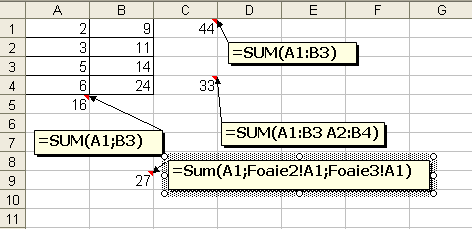 A B C D E F G
1 2 9 44
=SUM(A1:B3)
2 3 11
3 5 14
4 6 24 33
5 16
6 =SUM(A1:B3 A2:B4)
7 =SUM(A1;B3)
8
=Sum(A1;Foaie2!A1;Foaie3!A1)
9 27
10
11